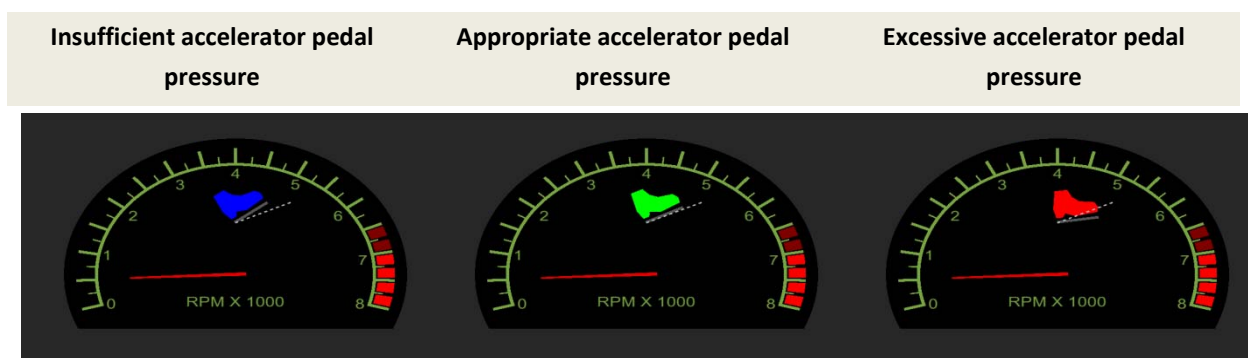 Insufficient accelerator pedal
pressure
Appropriate accelerator pedal
pressure
Excessive accelerator pedal
pressure
0 1 2 3 4 5 6 7 8
RPM X 1000
0 1 2 3 4 5 6 7 8
RPM X 1000
0 1 2 3 4 5 6 7 8
RPM X 1000